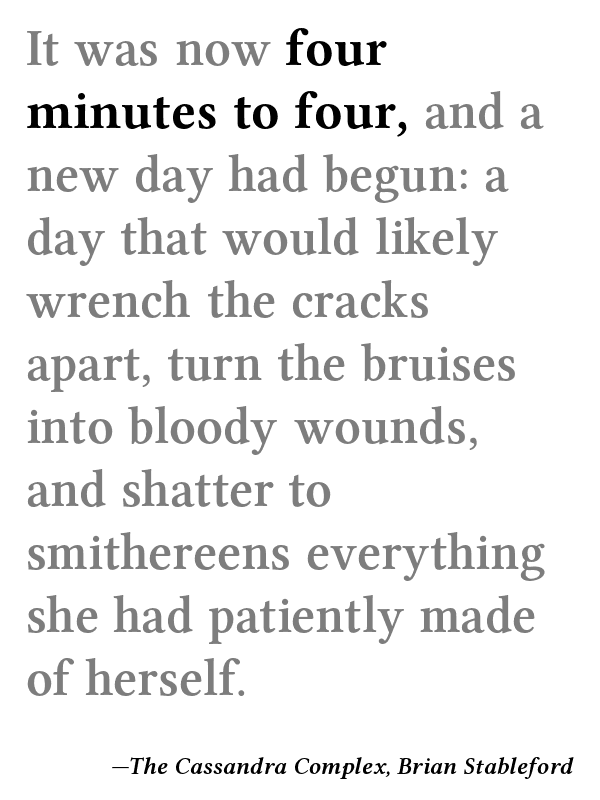 It was now four
minutes to four, and a
new day had begun: a
day that would likely
wrench the cracks
apart, turn the bruises
into bloody wounds,
and shatter to
smithereens everything
she had patiently made
of herself.
—The Cassandra Complex, Brian Stableford